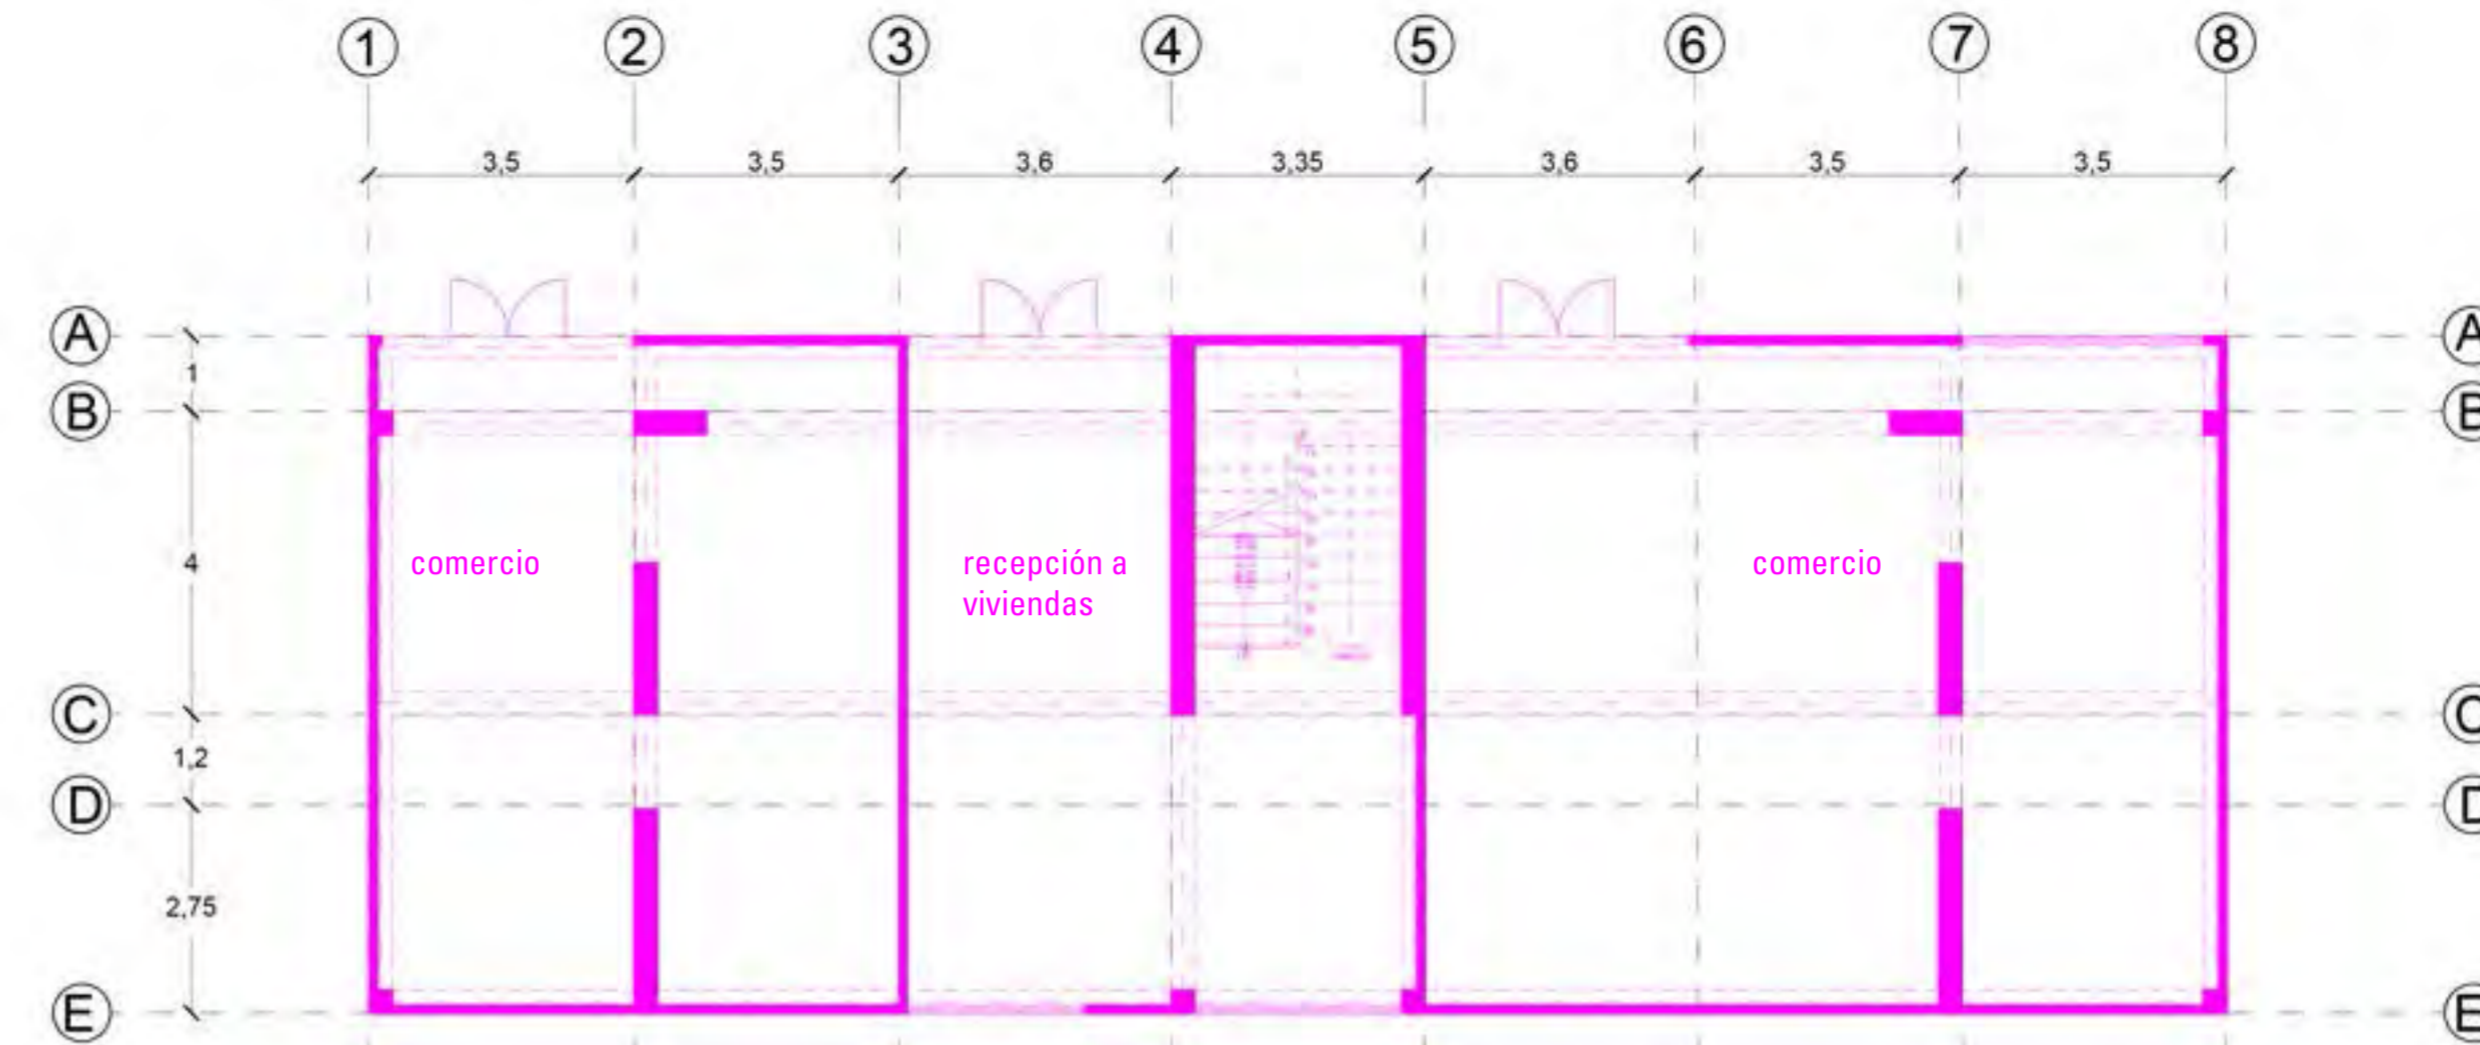 1 2 3 4 5 6 7 8
3,5 3,5 3,6 3,35 3,6 3,5 3,5
A A
1
B B
comercio recepción a comercio
4
viviendas
C
1,2
D
2,75
E